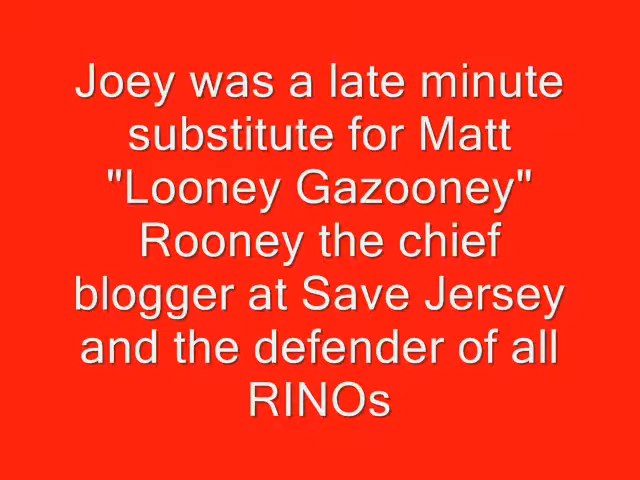 Joey was a late minute
substitute for Matt
"Looney Gazooney"
Rooney the chief
blogger at Save Jersey
and the defender of all
RINOs